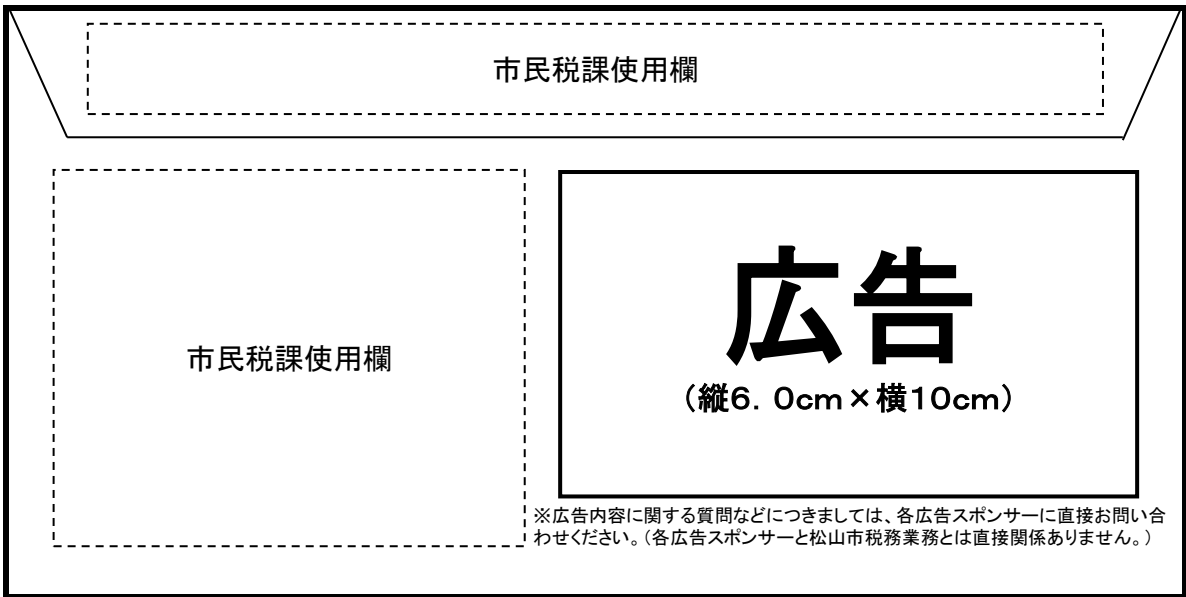 市民税課使用欄
市民税課使用欄
広告
（縦6．0cm×横10cm）
※広告内容に関する質問などにつきましては、各広告スポンサーに直接お問い合
わせください。（各広告スポンサーと松山市税務業務とは直接関係ありません。）